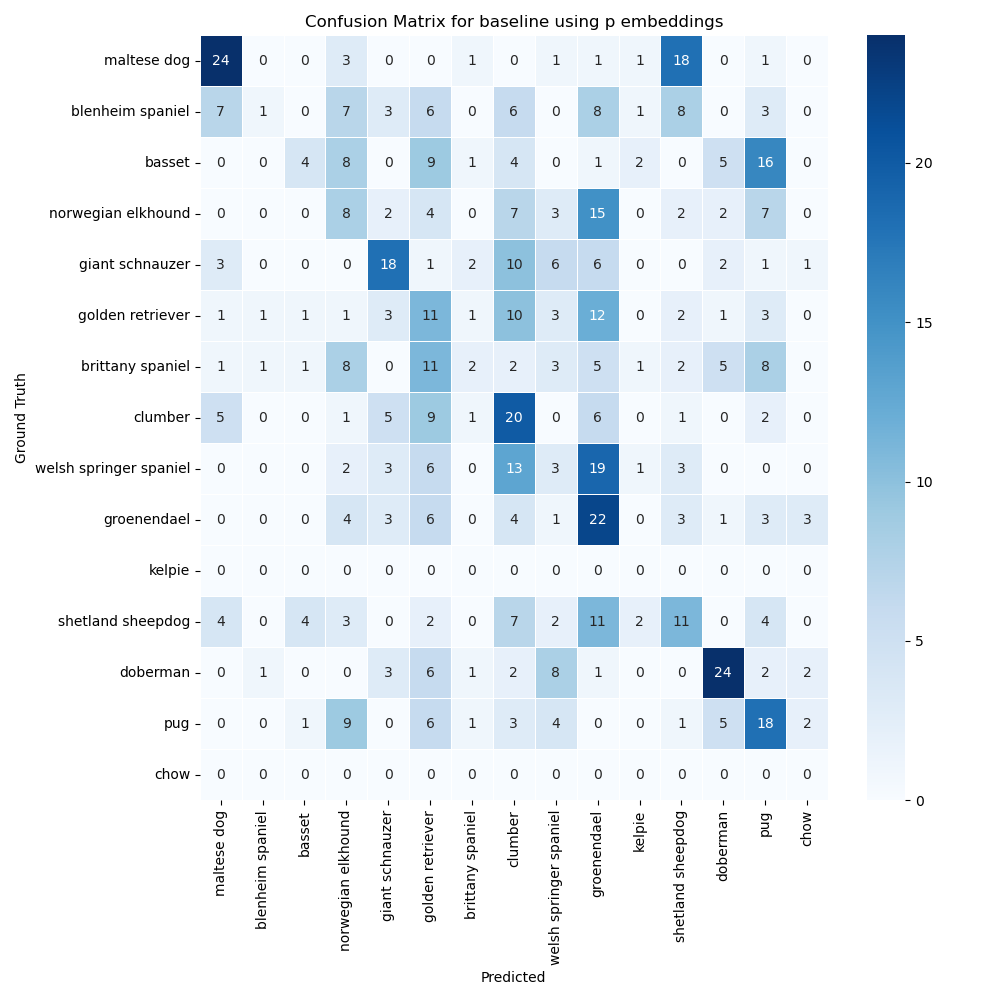 Confusion Matrix for baseline using p embeddings
Ground Truth
maltese dog 24 0 0 3 0 0 1 0 1 1 1 18 0 1 0
blenheim spaniel 7 1 0 7 3 6 0 6 0 8 1 8 0 3 0
basset 0 0 4 8 0 9 1 4 0 1 2 0 5 16 0
norwegian elkhound 0 0 0 8 2 4 0 7 3 15 0 2 2 7 0
giant schnauzer 3 0 0 0 18 1 2 10 6 6 0 0 2 1 1
golden retriever 1 1 1 1 3 11 1 10 3 12 0 2 1 3 0
brittany spaniel 1 1 1 8 0 11 2 2 3 5 1 2 5 8 0
clumber 5 0 0 1 5 9 1 20 0 6 0 1 0 2 0
welsh springer spaniel 0 0 0 2 3 6 0 13 3 19 1 3 0 0 0
groenendael 0 0 0 4 3 6 0 4 1 22 0 3 1 3 3
kelpie 0 0 0 0 0 0 0 0 0 0 0 0 0 0 0
shetland sheepdog 4 0 4 3 0 2 0 7 2 11 2 11 0 4 0
doberman 0 1 0 0 3 6 1 2 8 1 0 0 24 2 2
pug 0 0 1 9 0 6 1 3 4 0 0 1 5 18 2
chow 0 0 0 0 0 0 0 0 0 0 0 0 0 0 0
maltese dog
blenheim spaniel
basset
norwegian elkhound
giant schnauzer
golden retriever
brittany spaniel
clumber
welsh springer spaniel
groenendael
kelpie
shetland sheepdog
doberman
pug
chow
Predicted
20
15
10
5
0